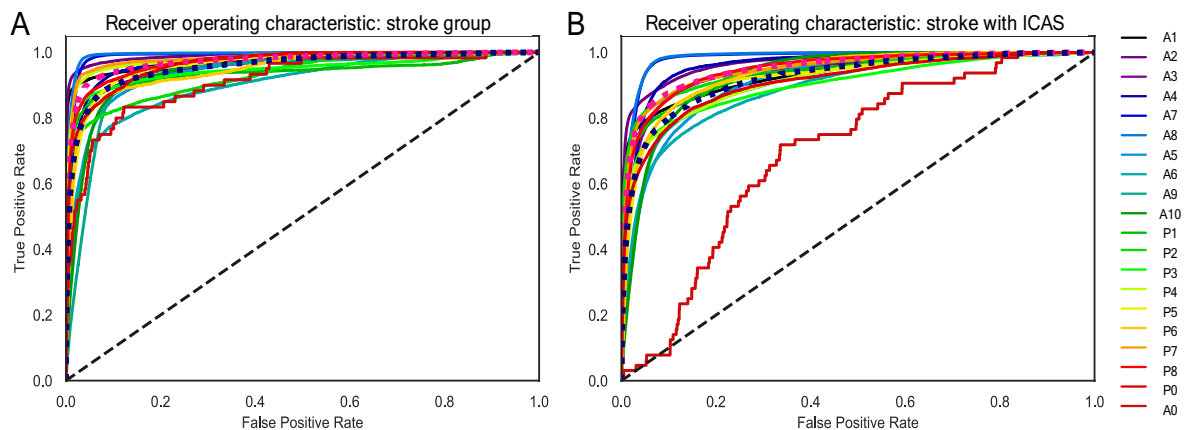 A
Receiver operating characteristic: stroke group
1.0
0.8
0.6
0.4
0.2
0.0
True Positive Rate
0.0
0.2
0.4
0.6
0.8
1.0
False Positive Rate
B
Receiver operating characteristic: stroke with ICAS
1.0
0.8
0.6
0.4
0.2
0.0
True Positive Rate
0.0
0.2
0.4
0.6
0.8
1.0
False Positive Rate
A1
A2
A3
A4
A7
A8
A5
A6
A9
A10
P1
P2
P3
P4
P5
P6
P7
P8
P0
A0